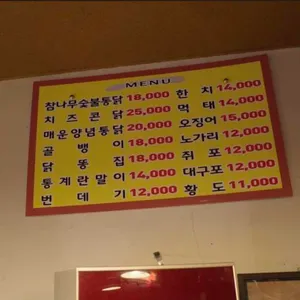 MENU
참나무숯불통닭 18,000 한치 14,000
치즈콘닭 25,000 먹태 14,000
매운양념통닭 20,000 오징어 15,000
골뱅이 18,000 노가리 12,000
닭똥집 18,000 쥐포 12,000
통계란말이 14,000 대구포 12,000
번데기 12,000 황도 11,000